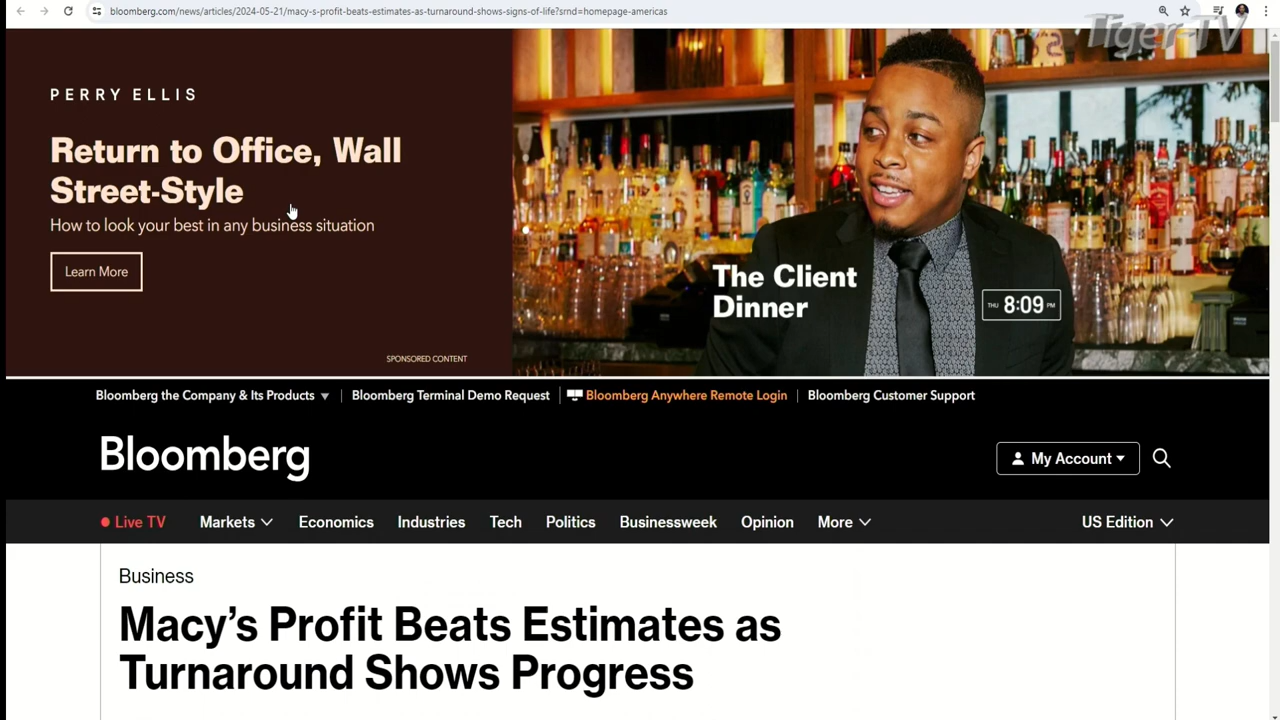 bloomberg.com/news/articles/2024-05-21/macy-s-profit-beats-estimates-as-turnaround-shows-signs-of-life?srnd=homepage-americas
Tiger-TV
PERRY ELLIS
Return to Office, Wall
Street-Style
How to look your best in any business situation
Learn More
SPONSORED CONTENT
The Client
Dinner
THU 8:09 PM
Bloomberg the Company & Its Products
Bloomberg Terminal Demo Request
Bloomberg Anywhere Remote Login
Bloomberg Customer Support
Bloomberg
My Account
Live TV
Markets
Economics
Industries
Tech
Politics
Businessweek
Opinion
More
US Edition
Business
Macy’s Profit Beats Estimates as
Turnaround Shows Progress